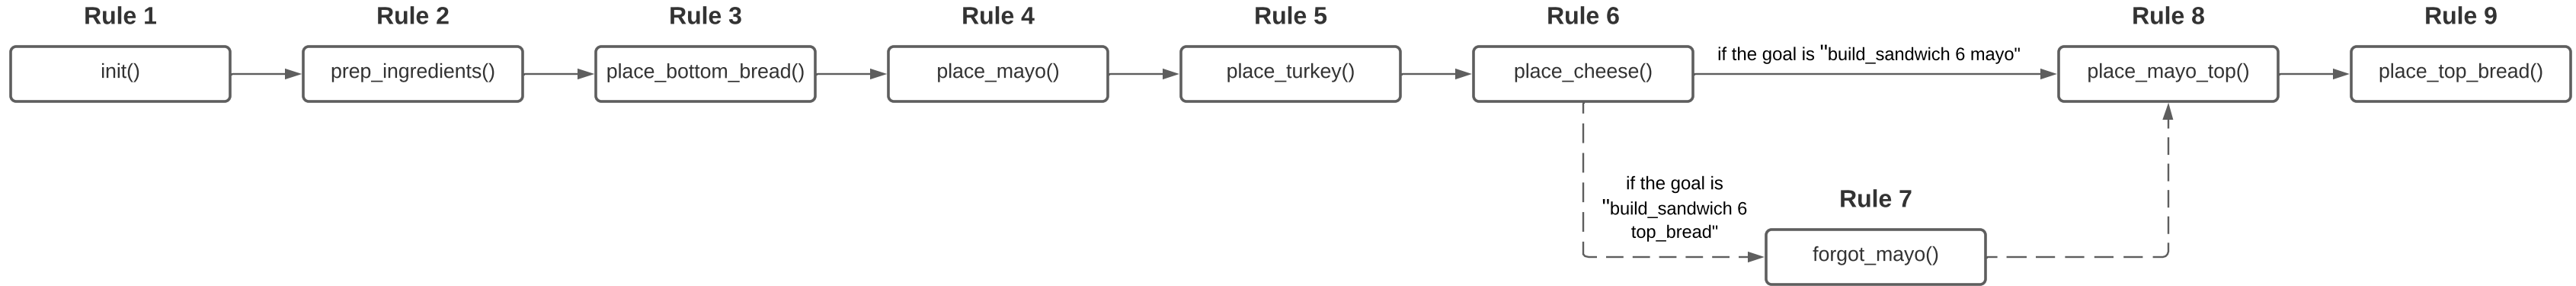 Rule 1
Rule 2
Rule 3
Rule 4
Rule 5
Rule 6
Rule 8
Rule 9
init()
prep_ingredients()
place_bottom_bread()
place_mayo()
place_turkey()
place_cheese()
if the goal is "build_sandwich 6 mayo"
place_mayo_top()
place_top_bread()
if the goal is
"build_sandwich 6
top_bread"
Rule 7
forgot_mayo()